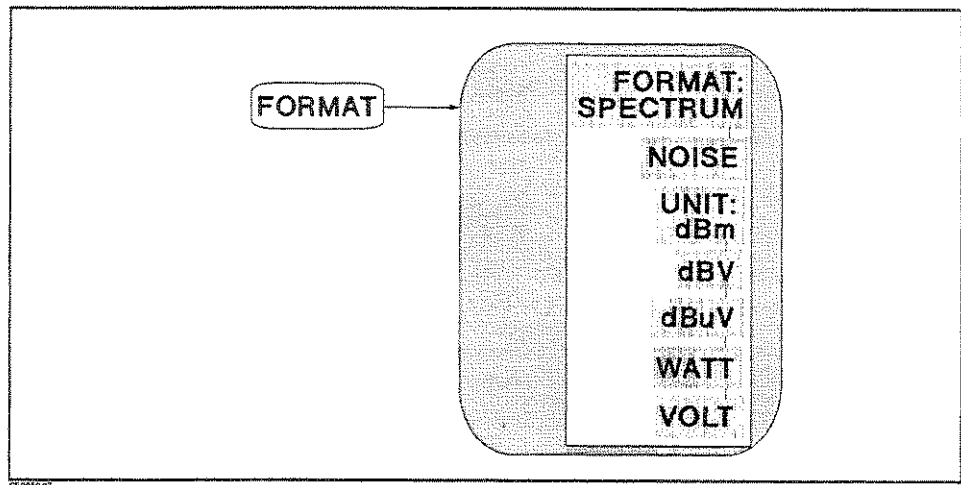 FORMAT
FORMAT:
SPECTRUM
NOISE
UNIT:
dBm
dBV
dBuV
WATT
VOLT